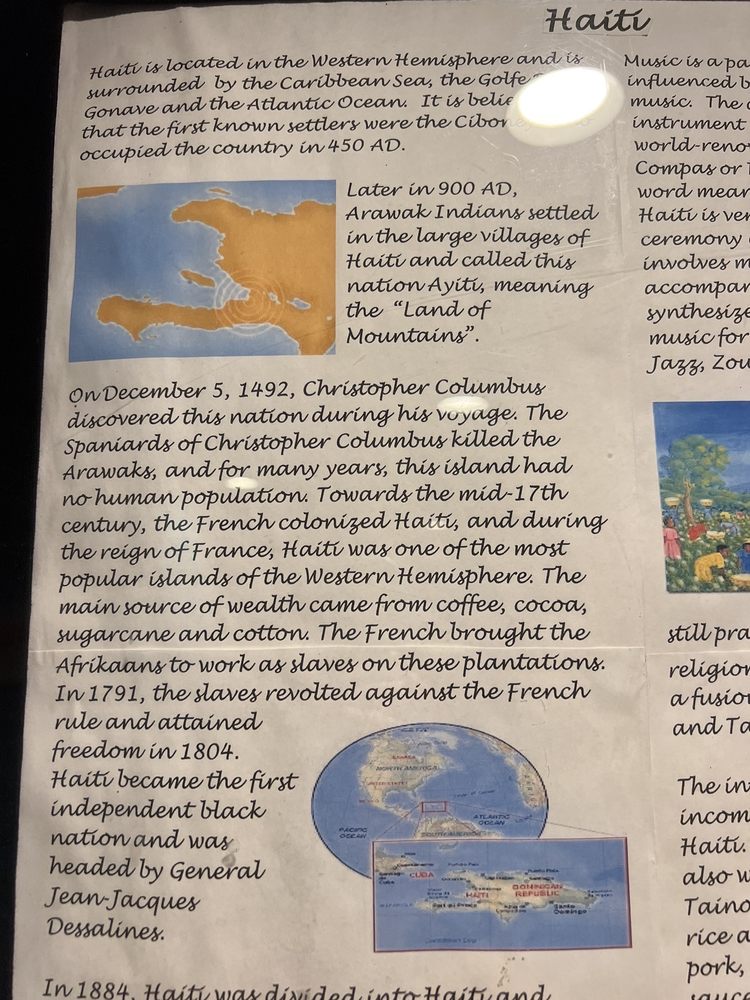 Haiti
Haiti is located in the Western Hemisphere and is
surrounded by the Caribbean Sea, the Golfe
Gonave and the Atlantic Ocean. It is belie
that the first known settlers were the Cibone
occupied the country in 450 AD.
Later in 900 AD,
Arawak Indians settled
in the large villages of
Haiti and called this
nation Ayiti, meaning
the "Land of
Mountains".
On December 5, 1492, Christopher Columbus
discovered this nation during his voyage. The
Spaniards of Christopher Columbus killed the
Arawaks, and for many years, this island had
no human population. Towards the mid-17th
century, the French colonized Haiti, and during
the reign of France, Haiti was one of the most
popular islands of the Western Hemisphere. The
main source of wealth came from coffee, cocoa,
sugarcane and cotton. The French brought the
Afrikaans to work as slaves on these plantations.
In 1791, the slaves revolted against the French
rule and attained
freedom in 1804.
Haiti became the first
independent black
nation and was
headed by General
Jean-Jacques
Dessalines.
In 1884, Haiti was divided into Haiti and
NORTH AMERICA
PACIFIC OCEAN
ATLANTIC OCEAN
SOUTH AMERICA
CUBA
HAITI
DOMINICAN REPUBLIC
Port au Prince
Santo Domingo
Music is a pa
influenced b
music. The
instrument
world-reno
Compas or
word mean
Haiti is ver
ceremony
involves m
accompan
synthesize
music for
Jazz, Zou
still pra
religion
a fusion
and Ta
The in
incom
Haiti.
also w
Taino
rice a
pork,
sauce